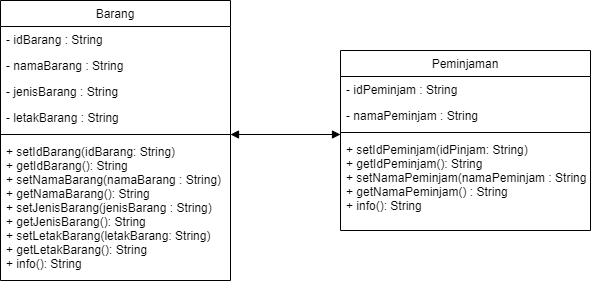 Barang
- idBarang : String
- namaBarang : String
- jenisBarang : String
- letakBarang : String
+ setIdBarang(idBarang: String)
+ getIdBarang(): String
+ setNamaBarang(namaBarang : String)
+ getNamaBarang(): String
+ setJenisBarang(jenisBarang : String)
+ getJenisBarang(): String
+ setLetakBarang(letakBarang: String)
+ getLetakBarang(): String
+ info(): String
Peminjaman
- idPeminjam : String
- namaPeminjam : String
+ setIdPeminjam(idPinjam: String)
+ getIdPeminjam(): String
+ setNamaPeminjam(namaPeminjam : String
+ getNamaPeminjam() : String
+ info(): String